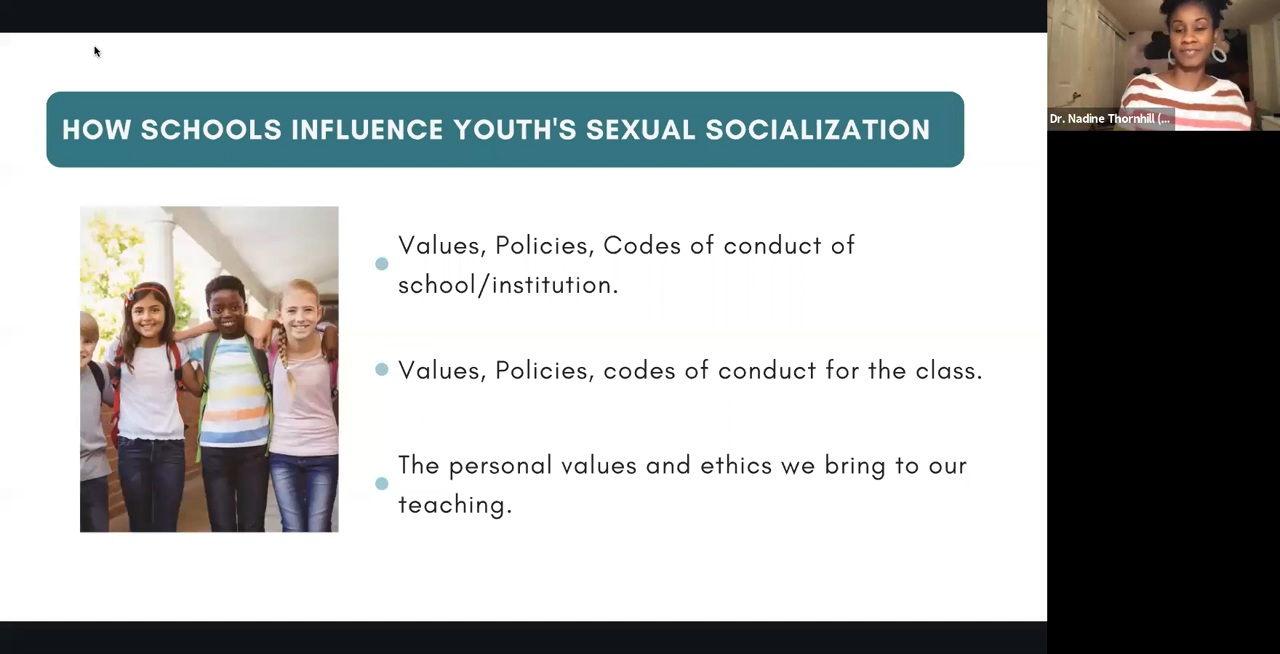 HOW SCHOOLS INFLUENCE YOUTH'S SEXUAL SOCIALIZATION
Values, Policies, Codes of conduct of
school/institution.
Values, Policies, codes of conduct for the class.
The personal values and ethics we bring to our
teaching.
Dr. Nadine Thornhill (...